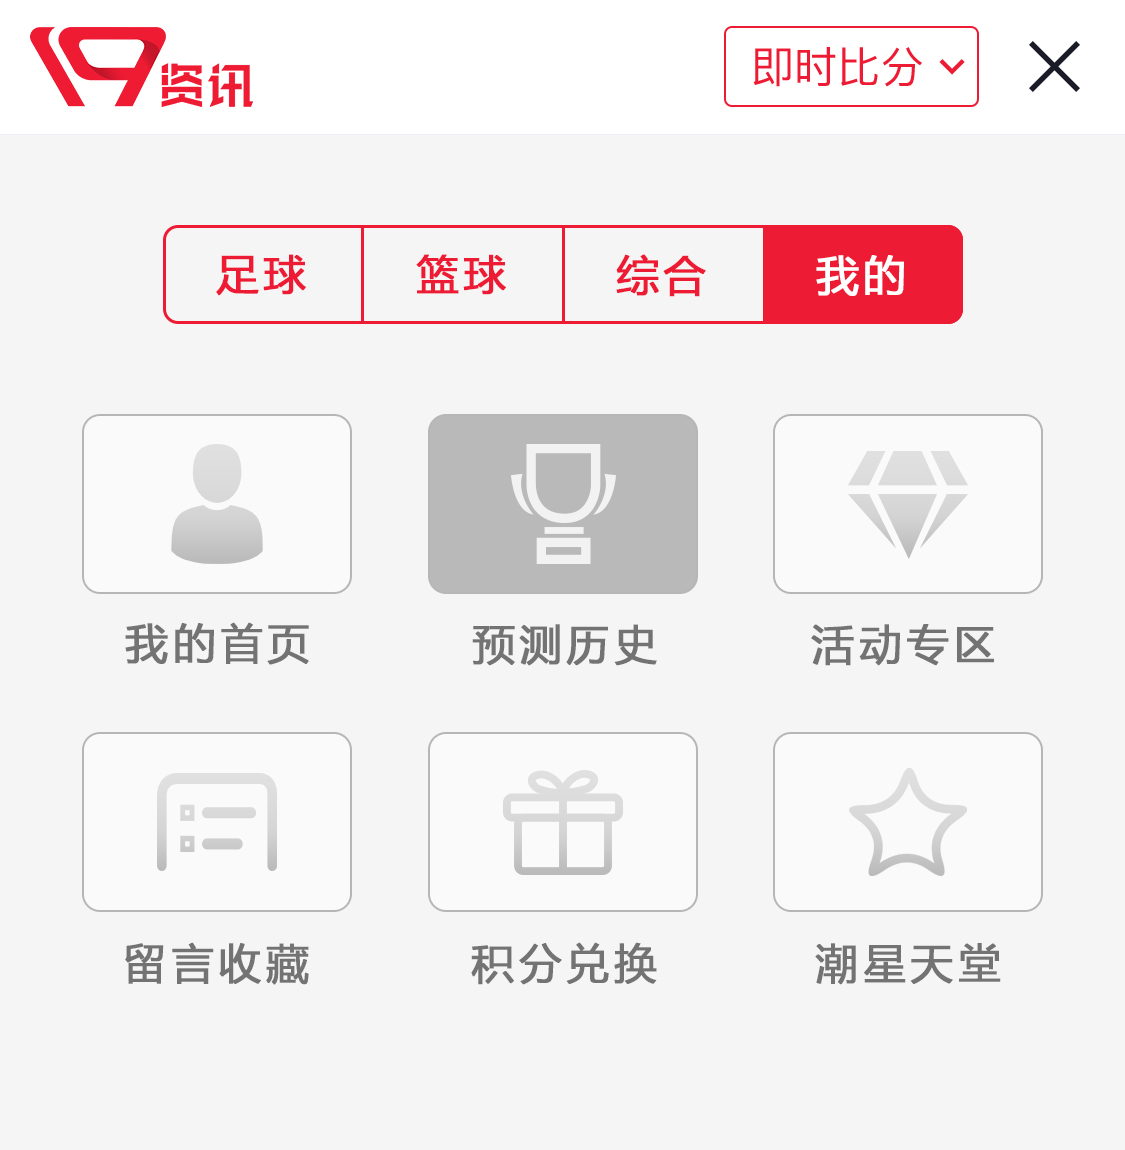 19资讯 即时比分
足球 篮球 综合 我的
我的首页 预测历史 活动专区
留言收藏 积分兑换 潮星天堂